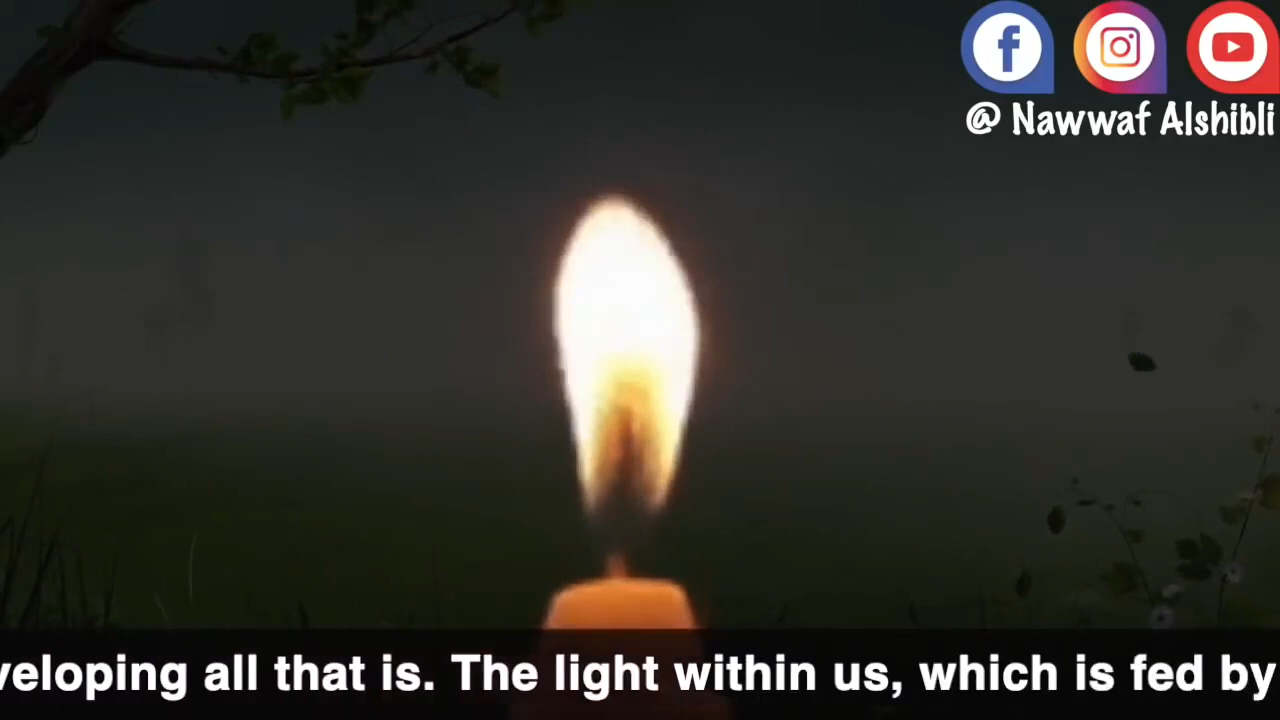 @ Nawwaf Alshibli
veloping all that is. The light within us, which is fed by